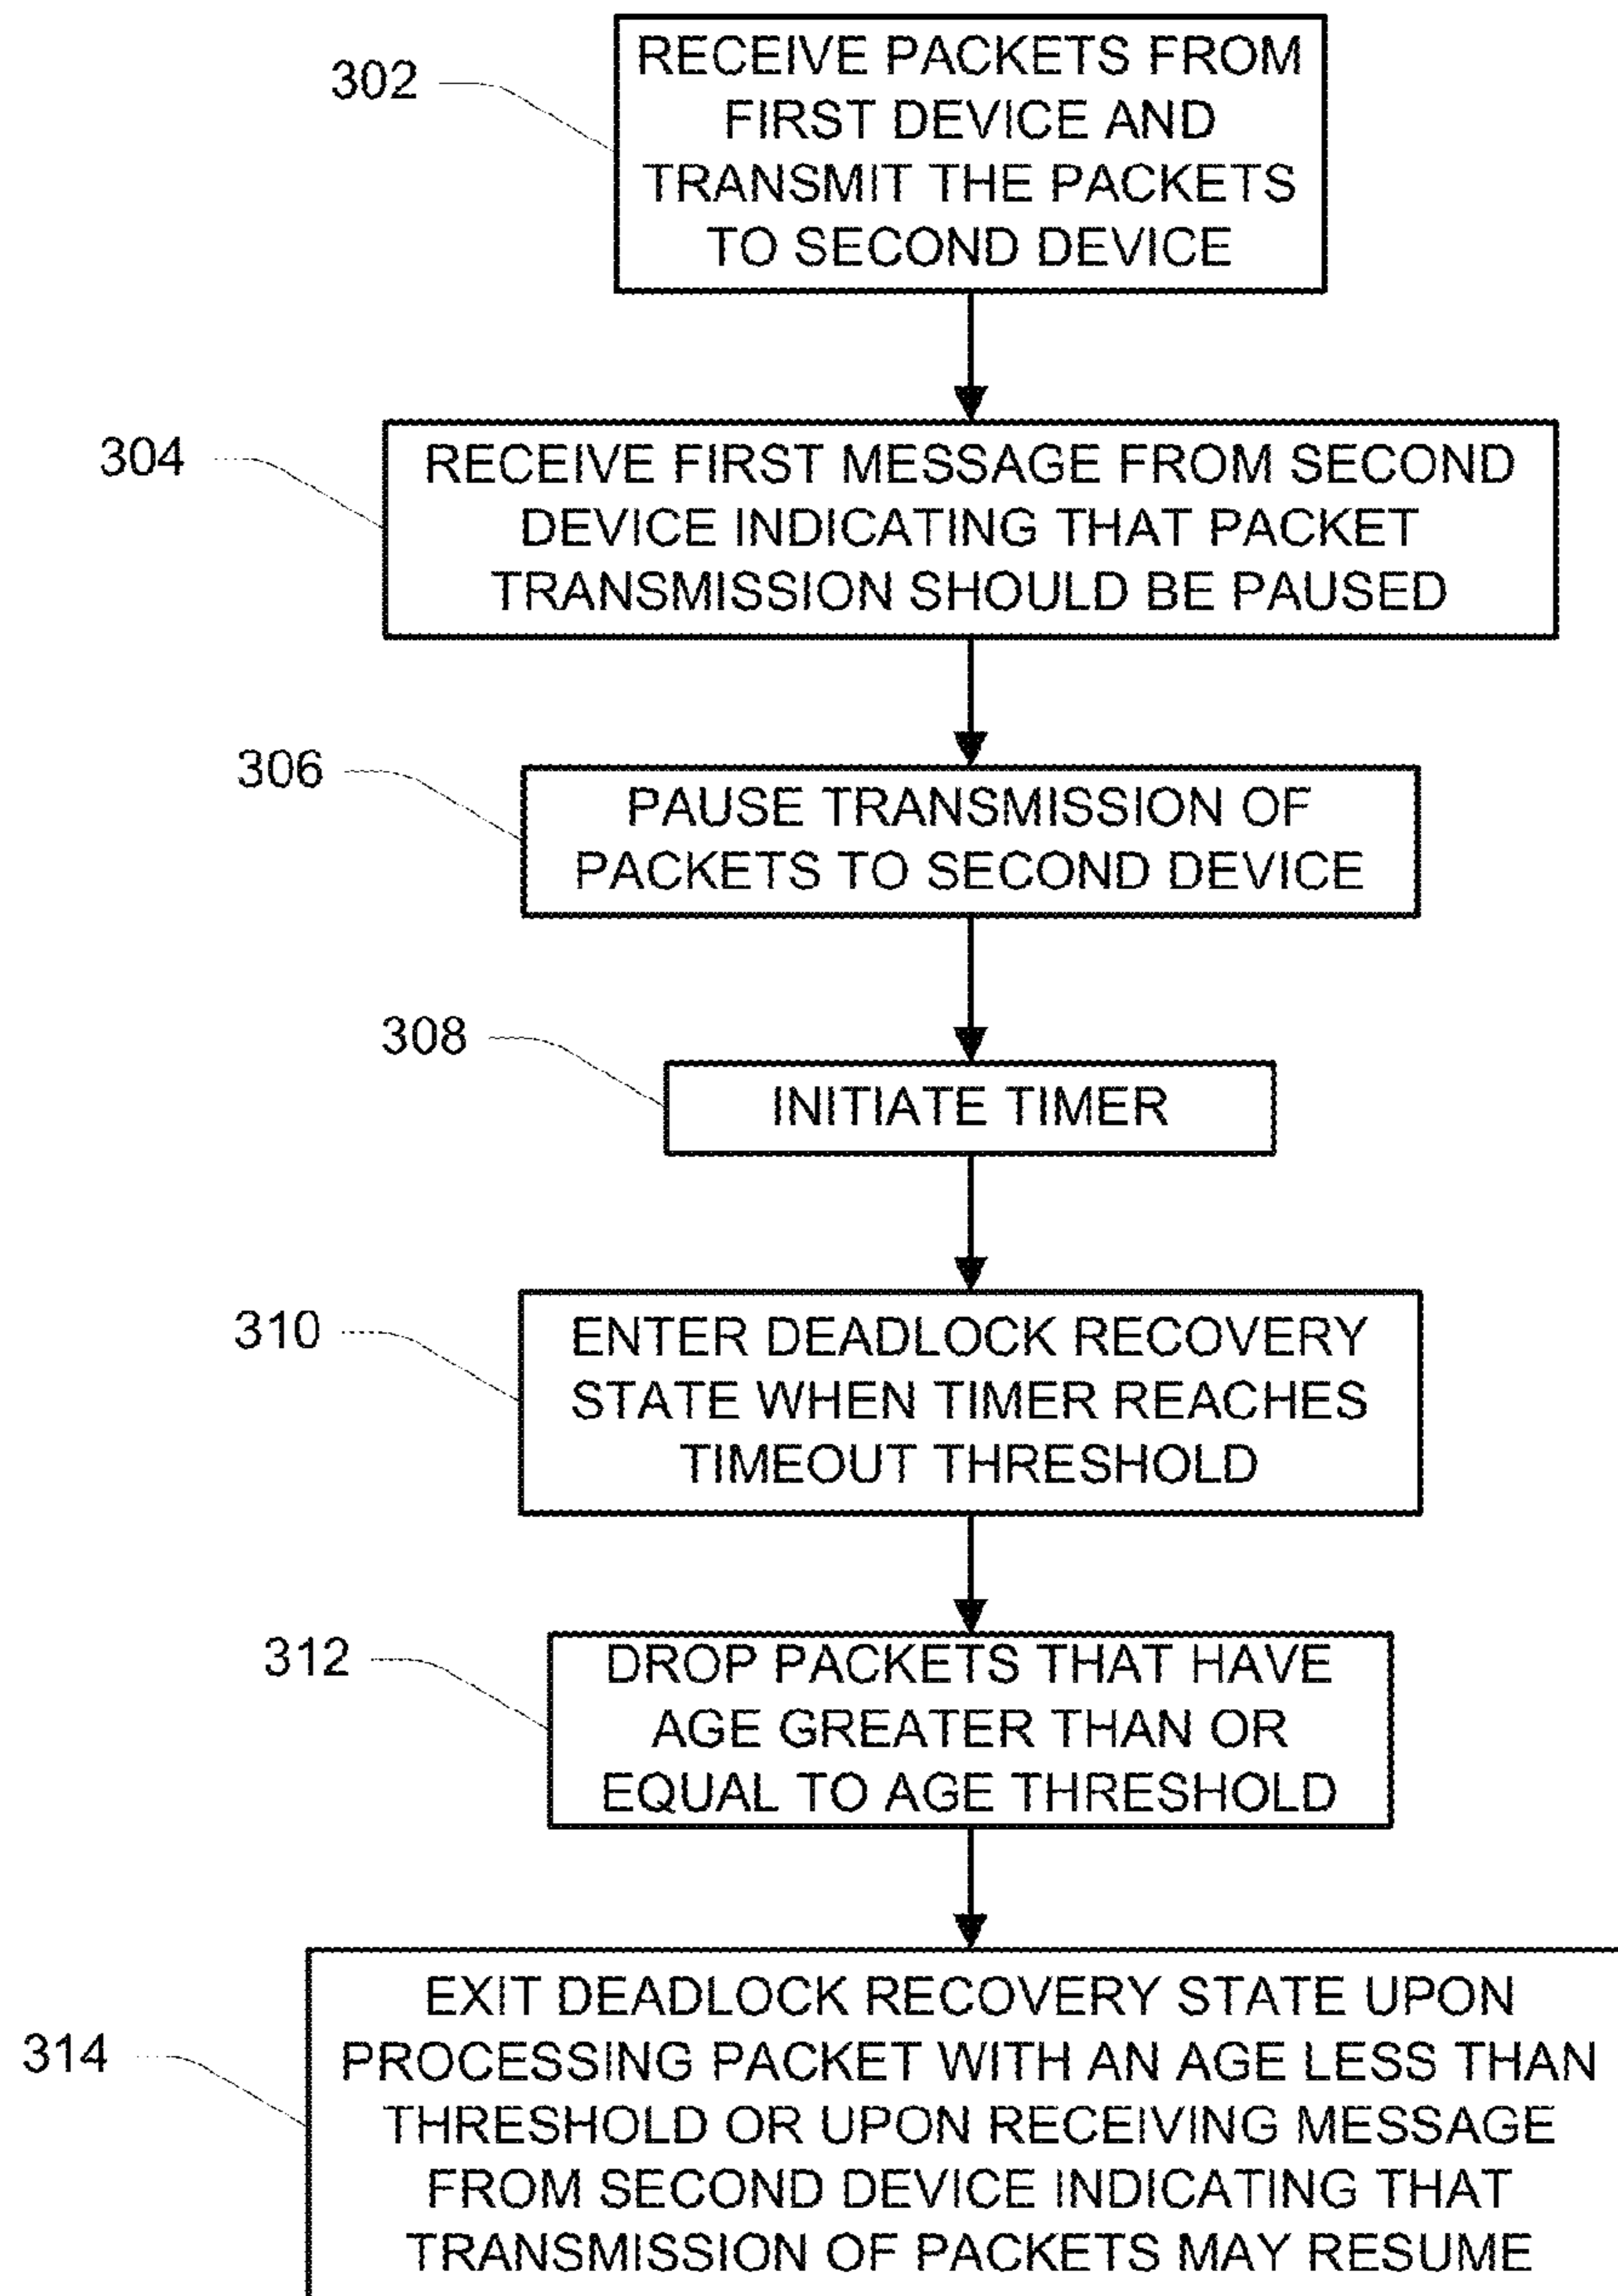 302
RECEIVE PACKETS FROM
FIRST DEVICE AND
TRANSMIT THE PACKETS
TO SECOND DEVICE
304
RECEIVE FIRST MESSAGE FROM SECOND
DEVICE INDICATING THAT PACKET
TRANSMISSION SHOULD BE PAUSED
306
PAUSE TRANSMISSION OF
PACKETS TO SECOND DEVICE
308
INITIATE TIMER
310
ENTER DEADLOCK RECOVERY
STATE WHEN TIMER REACHES
TIMEOUT THRESHOLD
312
DROP PACKETS THAT HAVE
AGE GREATER THAN OR
EQUAL TO AGE THRESHOLD
314
EXIT DEADLOCK RECOVERY STATE UPON
PROCESSING PACKET WITH AN AGE LESS THAN
THRESHOLD OR UPON RECEIVING MESSAGE
FROM SECOND DEVICE INDICATING THAT
TRANSMISSION OF PACKETS MAY RESUME